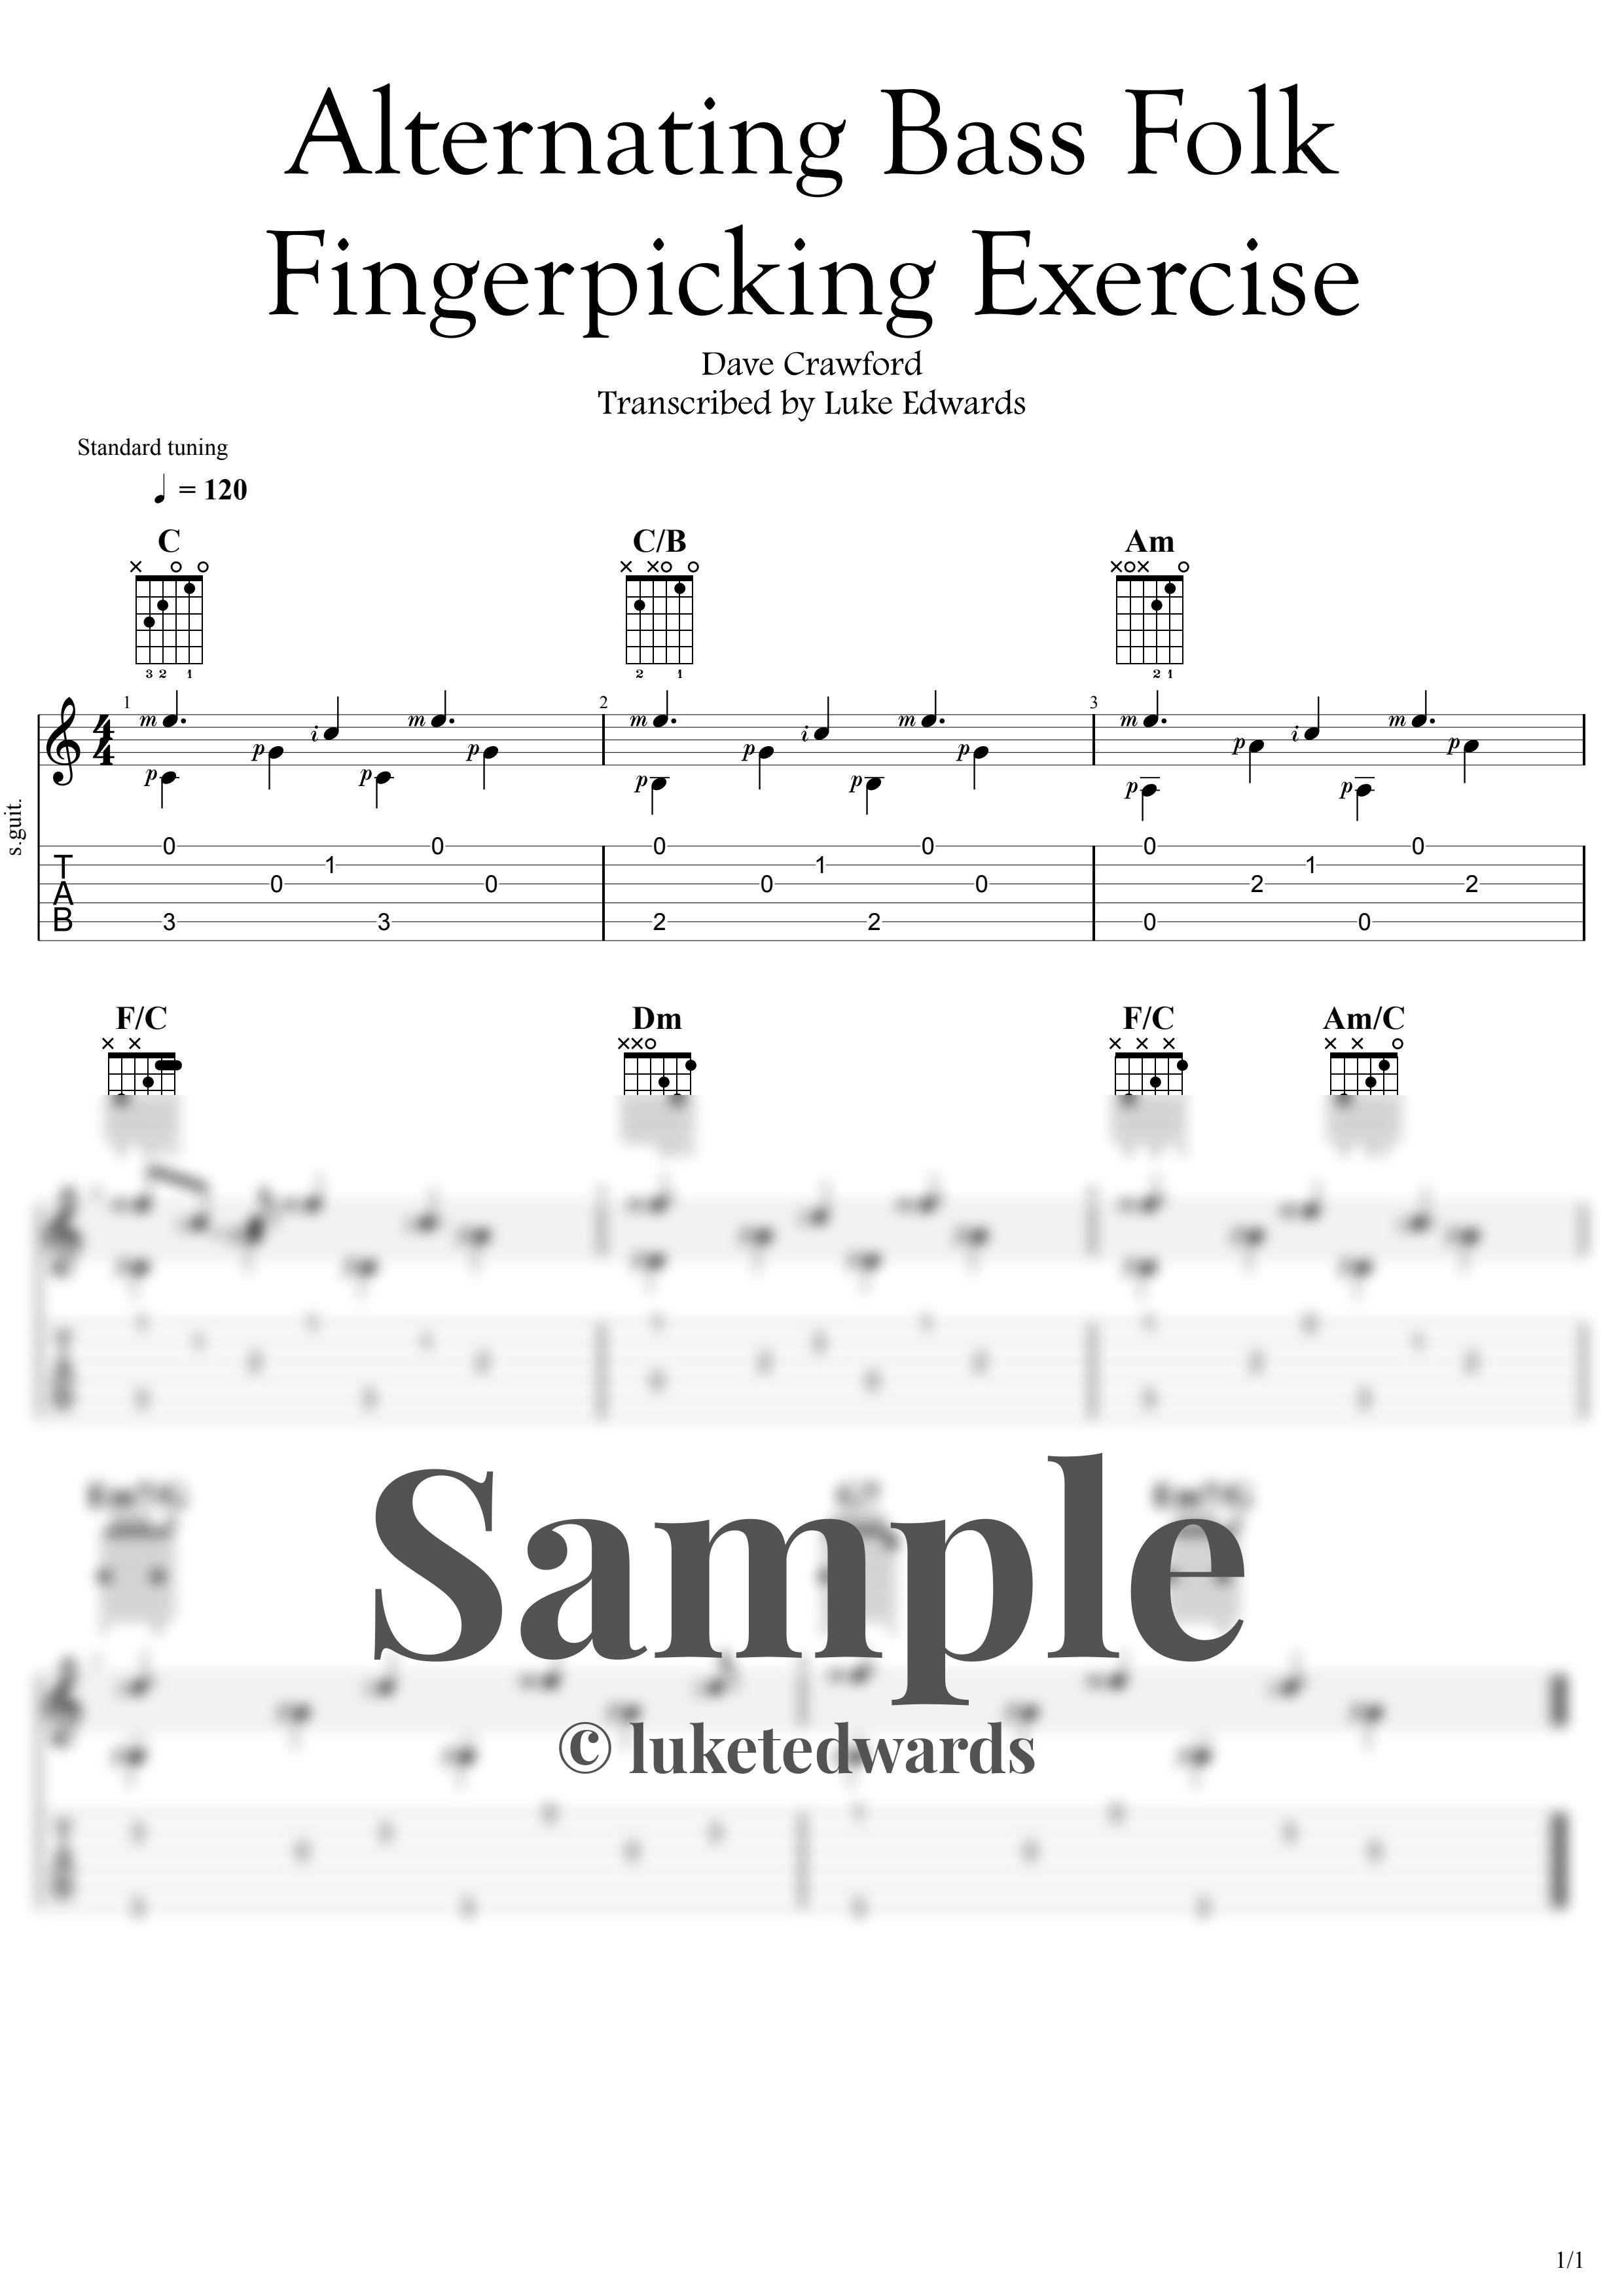 Alternating Bass Folk
Fingerpicking Exercise
Dave Crawford
Transcribed by Luke Edwards
Standard tuning
= 120
C C/B Am
3 2 1 2 1 2 1
4
4
1 2 3
m i m m i m m i m
p p p p p p p p p p p p
s.guit.
T
A
B
0 0 0 0 0 0
1 1 1
0 0 0 0 2 2
3 3 2 2 0 0
F/C Dm F/C Am/C
Sample
© luketedwards
1/1